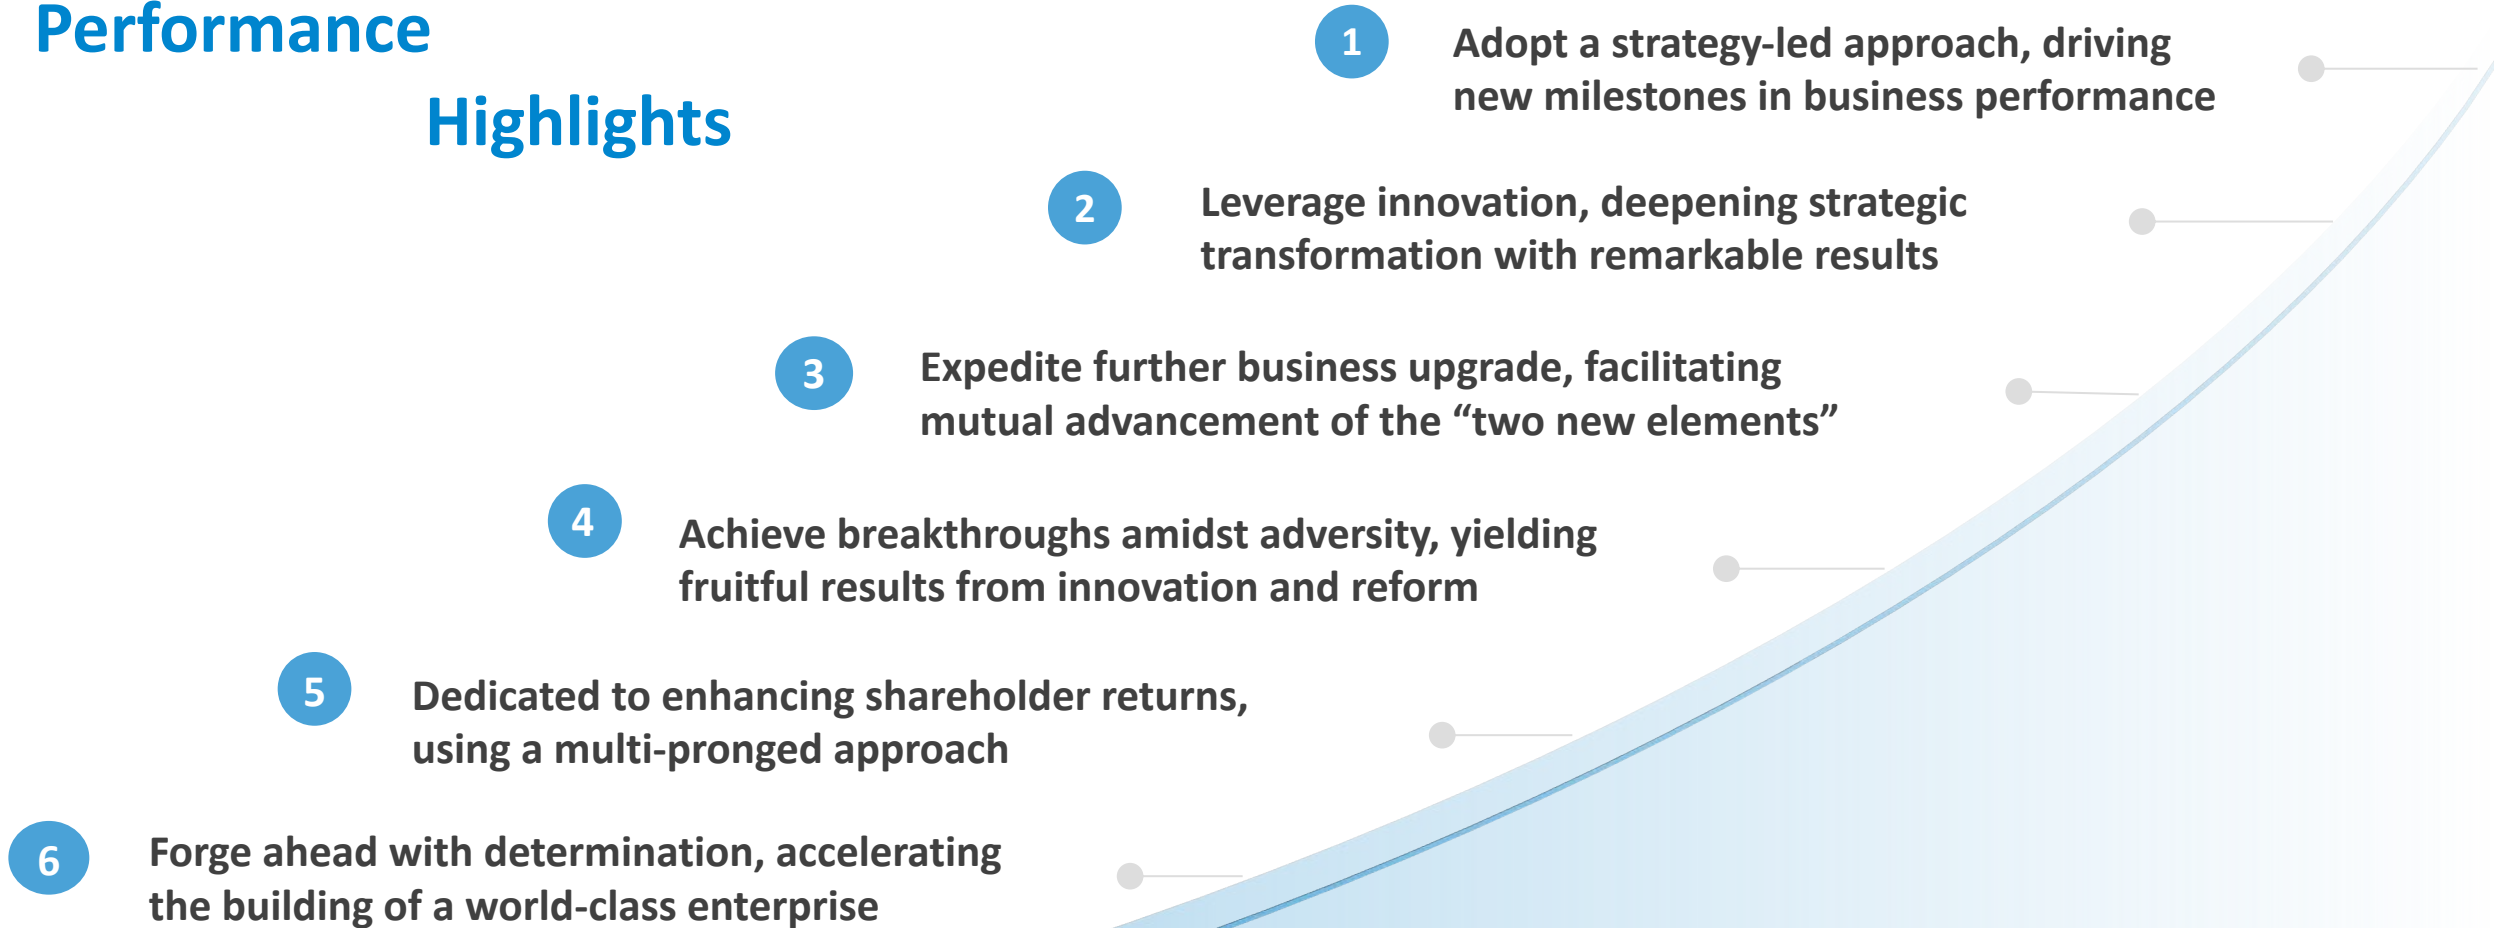 Performance
Highlights
1
Adopt a strategy-led approach, driving
new milestones in business performance
2
Leverage innovation, deepening strategic
transformation with remarkable results
3
Expedite further business upgrade, facilitating
mutual advancement of the “two new elements”
4
Achieve breakthroughs amidst adversity, yielding
fruitful results from innovation and reform
5
Dedicated to enhancing shareholder returns,
using a multi-pronged approach
6
Forge ahead with determination, accelerating
the building of a world-class enterprise